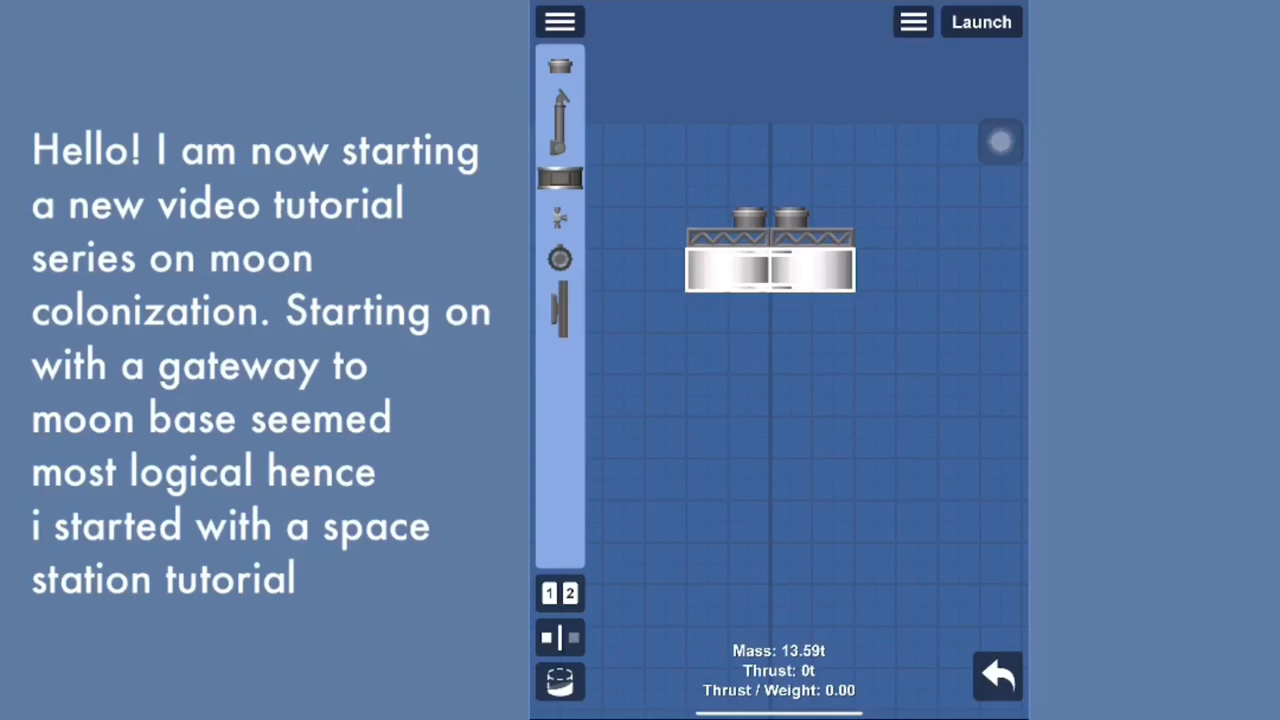 Hello! I am now starting
a new video tutorial
series on moon
colonization. Starting on
with a gateway to
moon base seemed
most logical hence
i started with a space
station tutorial
Launch
1 2
Mass: 13.59t
Thrust: 0t
Thrust / Weight: 0.00